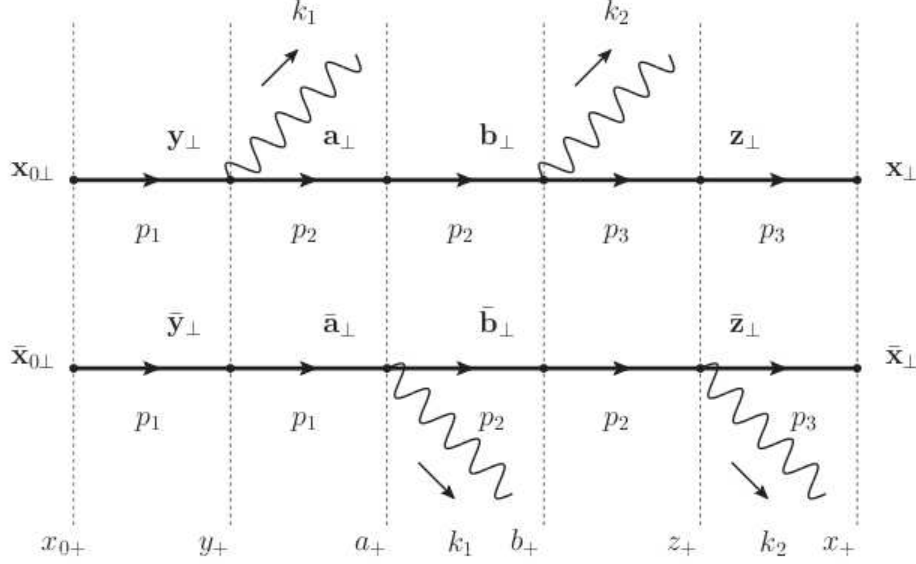 k₁ k₂
y⊥ a⊥ b⊥ z⊥
x₀⊥ x⊥
p₁ p₂ p₂ p₃ p₃
ȳ⊥ ā⊥ b̄⊥ z̄⊥
x̄₀⊥ x̄⊥
p₁ p₁ p₂ p₂ p₃
x₀₊ y₊ a₊ k₁ b₊ z₊ k₂ x₊